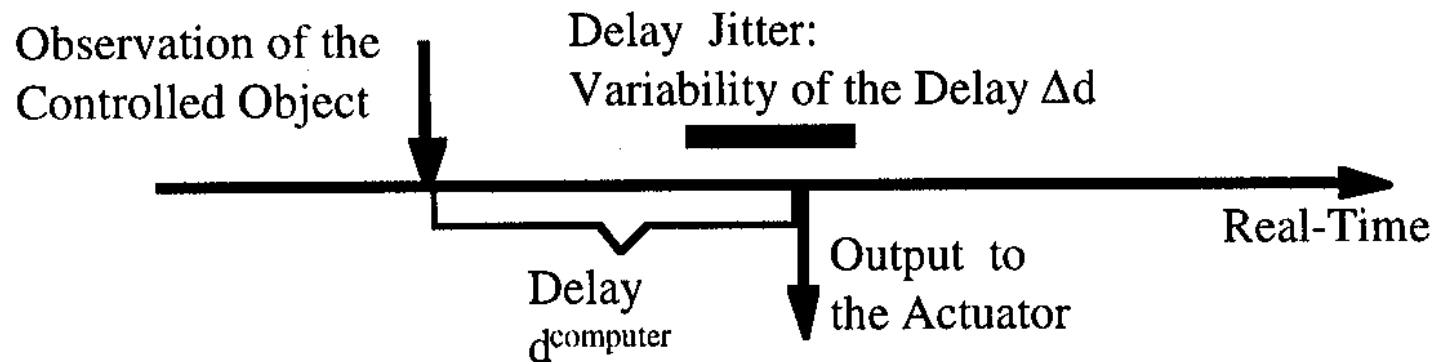 Observation of the
Controlled Object
Delay Jitter:
Variability of the Delay Δd
Real-Time
Delay
d^computer
Output to
the Actuator